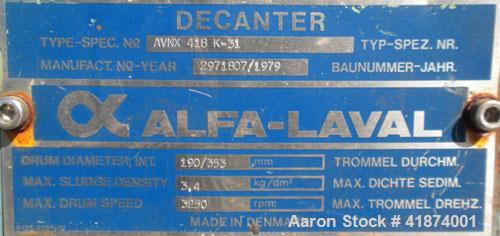 DECANTER
TYPE-SPEC. Nº AVNX 418 K-31 TYP-SPEZ. NR.
MANUFACT. Nº-YEAR 2971807/1979 BAUNUMMER-JAHR.
α ALFA-LAVAL
DRUM DIAMETER, INT. 190/353 mm TROMMEL DURCHM.
MAX. SLUDGE DENSITY 3,4 kg/dm³ MAX. DICHTE SEDIM.
MAX. DRUM SPEED 3250 rpm: MAX. TROMMEL DREHZ.
MADE IN DENMARK
Aaron Stock # 41874001